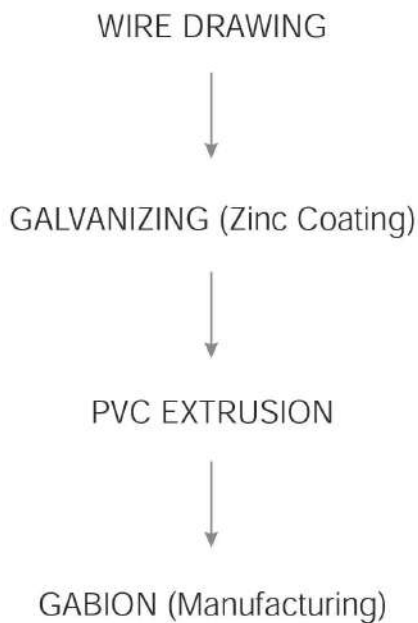 WIRE DRAWING
GALVANIZING (Zinc Coating)
PVC EXTRUSION
GABION (Manufacturing)